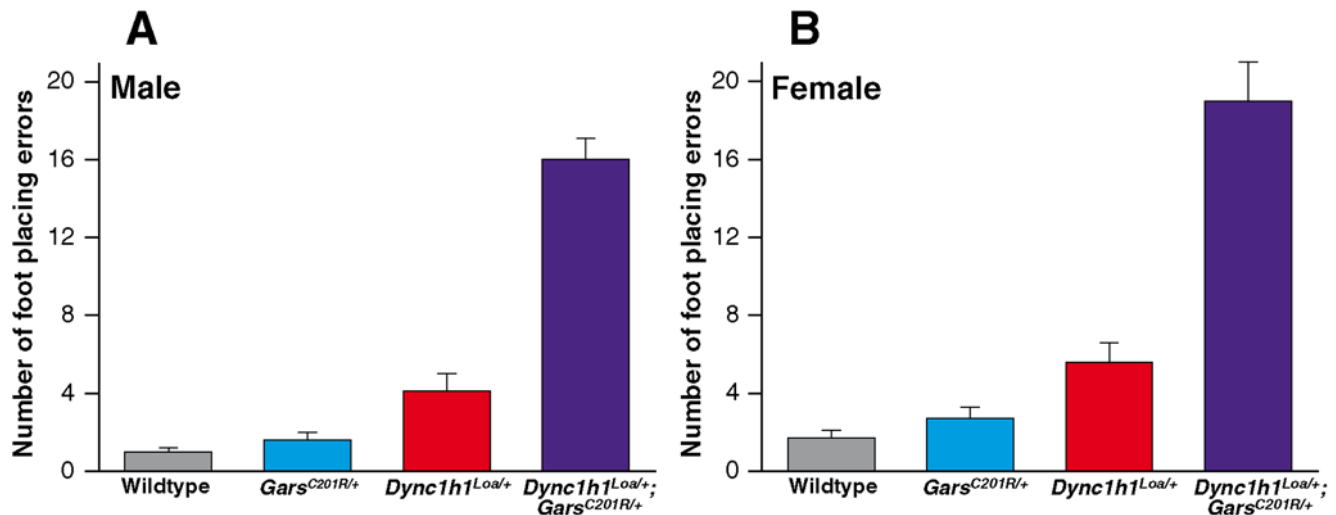 A
Male
Number of foot placing errors
20
16
12
8
4
0
Wildtype
Gars^C201R/+
Dync1h1^Loa/+
Dync1h1^Loa/+;
Gars^C201R/+
B
Female
Number of foot placing errors
20
16
12
8
4
0
Wildtype
Gars^C201R/+
Dync1h1^Loa/+
Dync1h1^Loa/+;
Gars^C201R/+